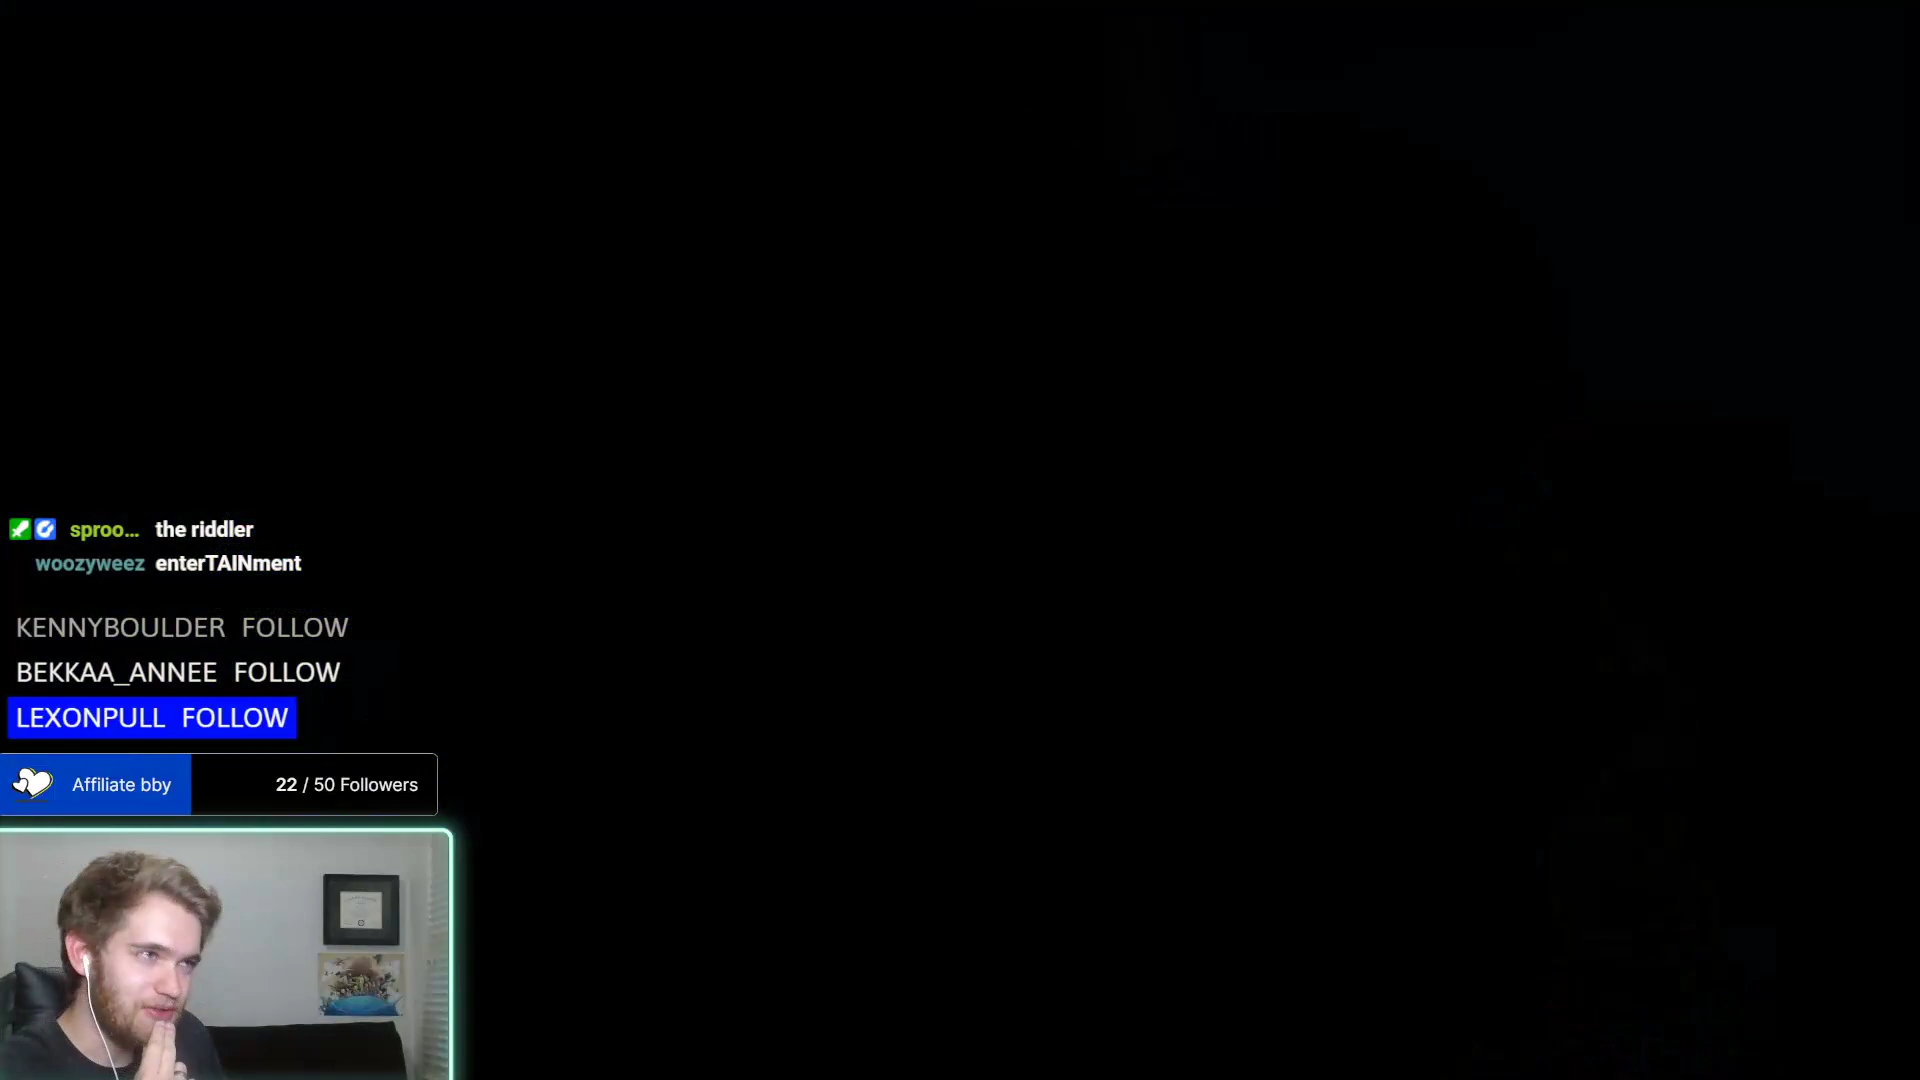 sproo... the riddler
woozyweez enterTAINment
KENNYBOULDER FOLLOW
BEKKAA_ANNEE FOLLOW
LEXONPULL FOLLOW
Affiliate bby 22 / 50 Followers